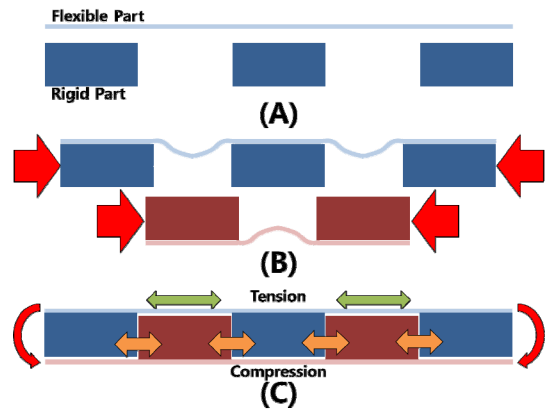 Flexible Part
Rigid Part
(A)
(B)
Tension
Compression
(C)